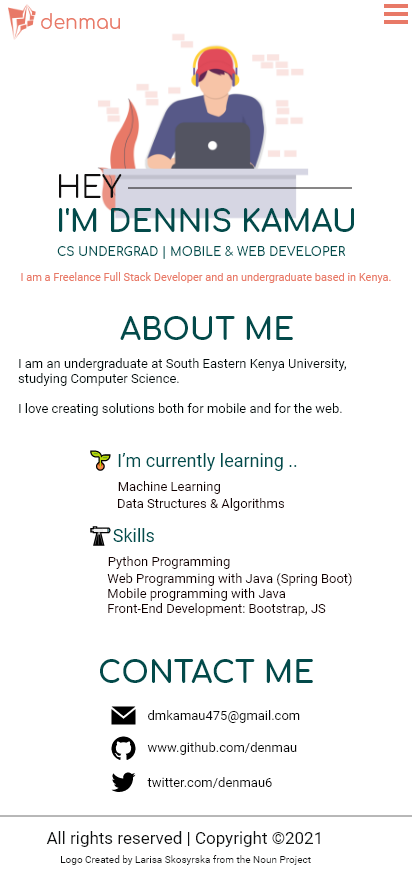 denmau
HEY
I'M DENNIS KAMAU
CS UNDERGRAD | MOBILE & WEB DEVELOPER
I am a Freelance Full Stack Developer and an undergraduate based in Kenya.
ABOUT ME
I am an undergraduate at South Eastern Kenya University,
studying Computer Science.
I love creating solutions both for mobile and for the web.
I'm currently learning ..
Machine Learning
Data Structures & Algorithms
Skills
Python Programming
Web Programming with Java (Spring Boot)
Mobile programming with Java
Front-End Development: Bootstrap, JS
CONTACT ME
dmkamau475@gmail.com
www.github.com/denmau
twitter.com/denmau6
All rights reserved | Copyright ©2021
Logo Created by Larisa Skosyrska from the Noun Project